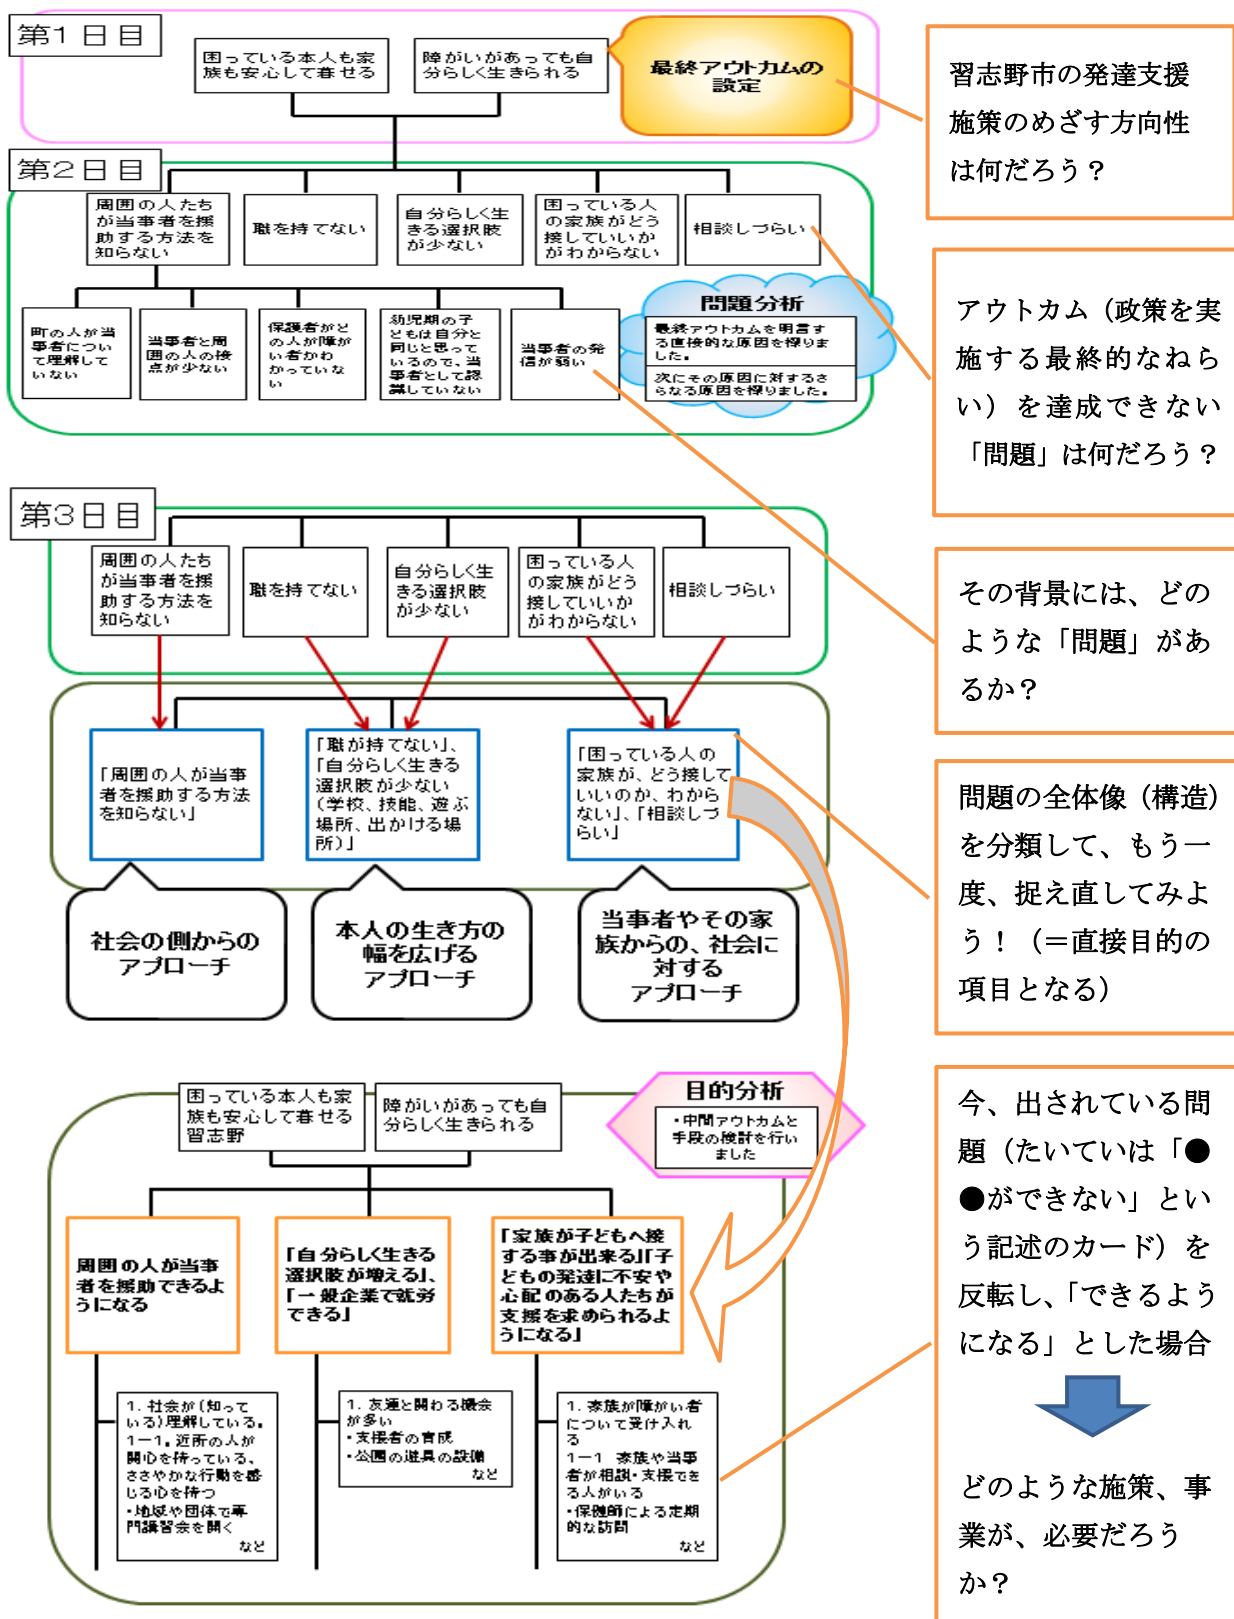 第1日目
困っている本人も家
族も安心して暮せる
障がいがあっても自
分らしく生きられる
最終アウトカムの
設定
習志野市の発達支援
施策のめざす方向性
は何だろう？
第2日目
周囲の人たち
が当事者を援
助する方法を
知らない
職を持てない
自分らしく生
きる選択肢
が少ない
困っている人
の家族がどう
接していいか
がわからない
相談しづらい
町の人が当
事者につい
て理解して
いない
当事者と周
囲の人の接
点が少ない
保護者がど
の人が障が
い者かわ
かっていな
い
幼児期の子
どもは自分と
同じと思って
いるので、当
事者として認
識していない
当事者の発
信が弱い
問題分析
最終アウトカムを明言す
る直接的な原因を探りま
した。
次にその原因に対するさ
らなる原因を探りました。
アウトカム（政策を実
施する最終的なねら
い）を達成できない
「問題」は何だろう？
第3日目
周囲の人たち
が当事者を援
助する方法を
知らない
職を持てない
自分らしく生
きる選択肢
が少ない
困っている人
の家族がどう
接していいか
がわからない
相談しづらい
その背景には、どの
ような「問題」があ
るか？
「周囲の人が当事
者を援助する方法
を知らない」
「職が持てない」、
「自分らしく生きる
選択肢が少ない
（学校、技能、遊ぶ
場所、出かける場
所）」
「困っている人の
家族が、どう接して
いいのか、わから
ない」、「相談しづ
らい」
社会の側からの
アプローチ
本人の生き方の
幅を広げる
アプローチ
当事者やその家
族からの、社会に
対する
アプローチ
問題の全体像（構造）
を分類して、もう一
度、捉え直してみよ
う！（＝直接目的の
項目となる）
困っている本人も家
族も安心して暮せる
習志野
障がいがあっても自
分らしく生きられる
目的分析
・中間アウトカムと
手段の検討を行い
ました
周囲の人が当事
者を援助できるよ
うになる
「自分らしく生きる
選択肢が増える」、
「一般企業で就労
できる」
「家族が子どもへ接
する事が出来る」「子
どもの発達に不安や
心配のある人たちが
支援を求められるよ
うになる」
1．社会が（知って
いる）理解している。
1－1．近所の人が
関心を持っている、
ささやかな行動を感
じる心を持つ
・地域や団体で専
門講習会を開く
など
1．友達と関わる機会
が多い
・支援者の育成
・公園の遊具の設備
など
1．家族が障がい者
について受け入れ
る
1－1 家族や当事
者が相談・支援でき
る人がいる
・保健師による定期
的な訪問
など
今、出されている問
題（たいていは「●
●ができない」とい
う記述のカード）を
反転し、「できるよう
になる」とした場合
どのような施策、事
業が、必要だろう
か？